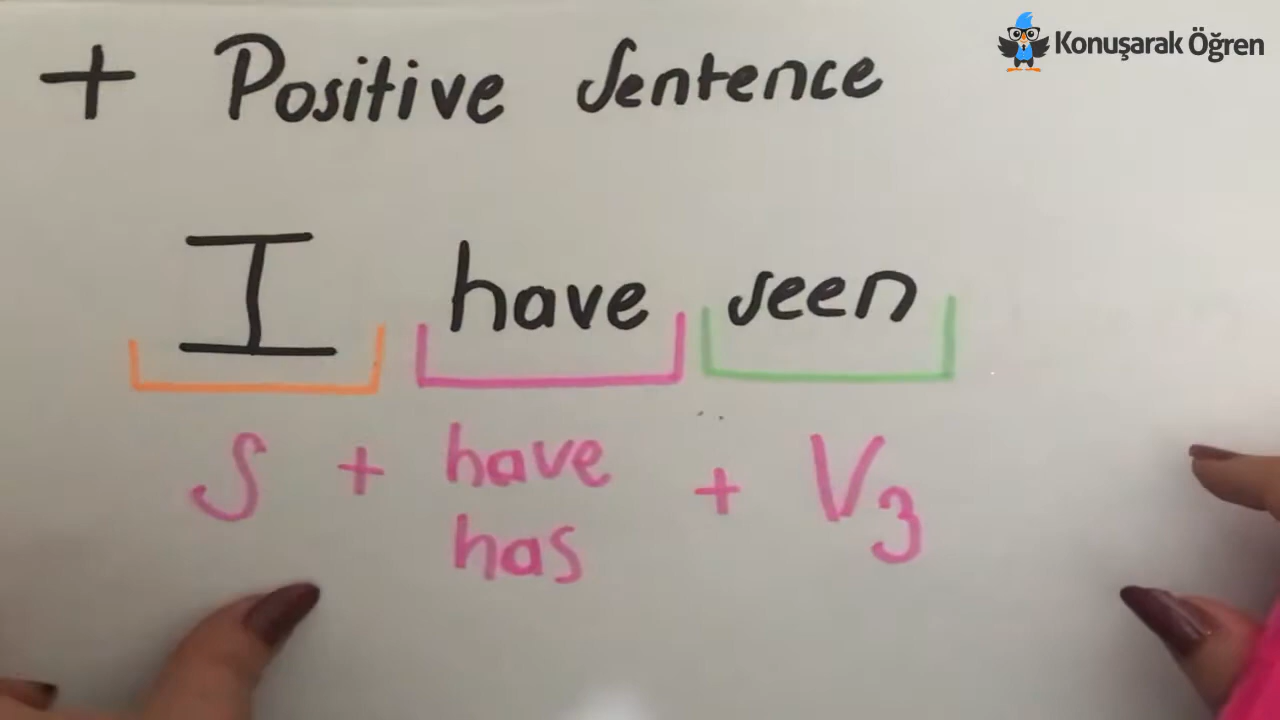 Konuşarak Öğren
+ Positive Sentence
I have seen
S + have + V3
has